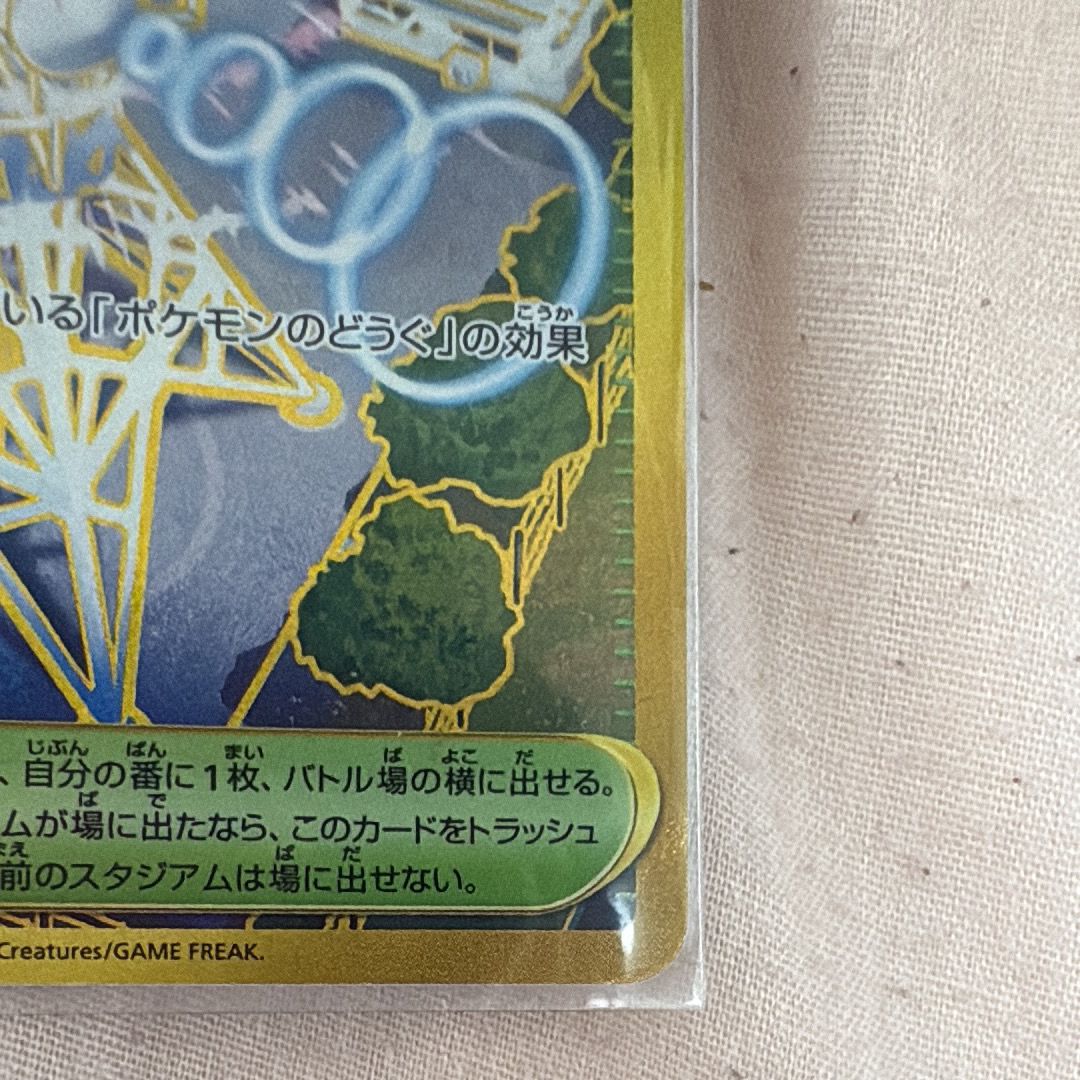 いる「ポケモンのどうぐ」の効果
こうか
じぶん ばん まい ば よこ だ
、自分の番に1枚、バトル場の横に出せる。
ば で
ムが場に出たなら、このカードをトラッシュ
まえ ば だ
前のスタジアムは場に出せない。
Creatures/GAME FREAK.